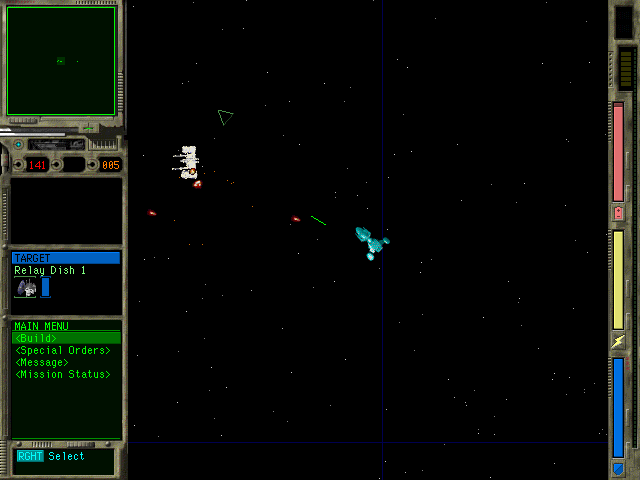 141 005
TARGET
Relay Dish 1
MAIN MENU
<Build>
<Special Orders>
<Message>
<Mission Status>
RGHT Select